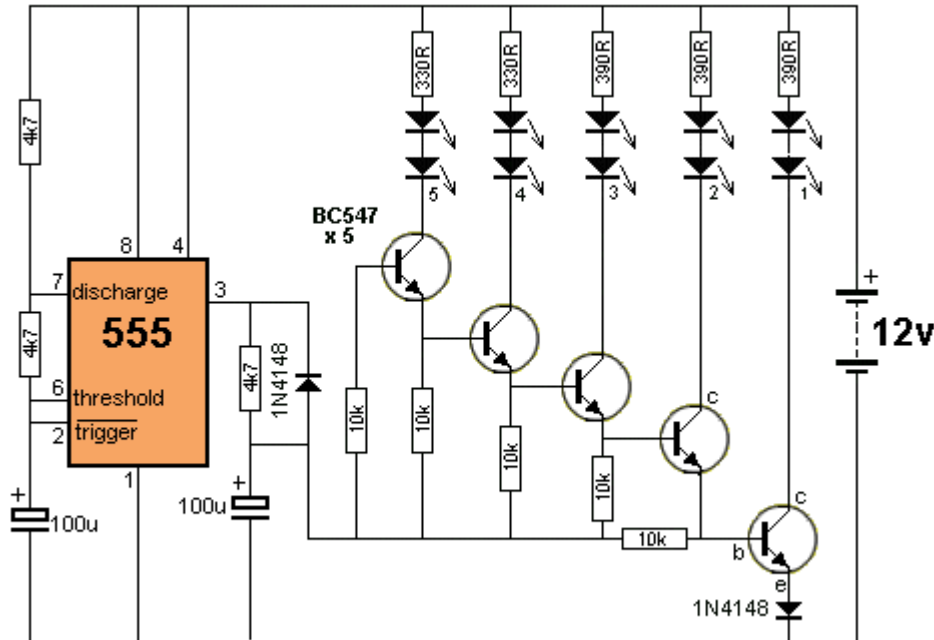 330R
330R
390R
390R
390R
4k7
5
4
3
2
1
BC547
x 5
8
4
7
discharge
3
555
4k7
6
threshold
2
trigger
4k7
1N4148
10k
10k
10k
10k
10k
1
+
100u
+
100u
c
c
b
e
1N4148
+
12v